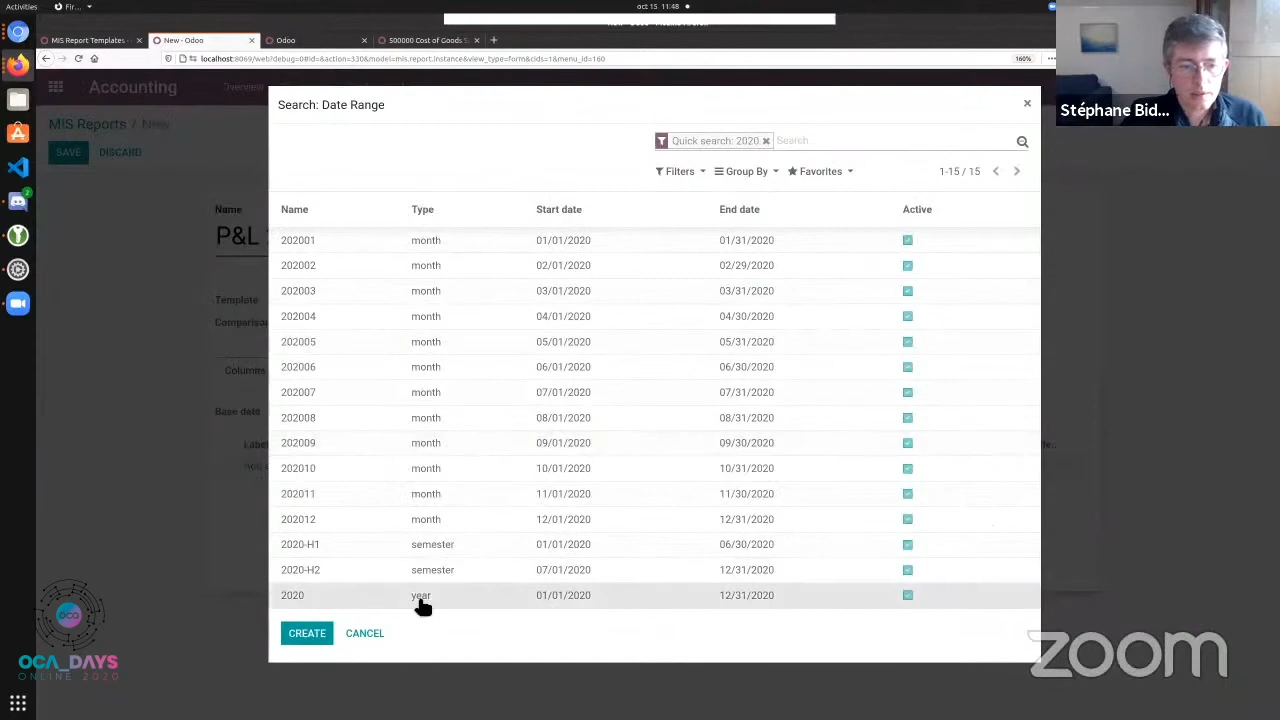 Activities Fir... oct 15 11:48
MIS Report Templates - New - Odoo Odoo 500000 Cost of Goods S
localhost:8069/web?debug=0#id=&action=330&model=mis.report.instance&view_type=form&cids=1&menu_id=160 160%
Accounting Overview
MIS Reports / New
SAVE DISCARD
Name
P&L
Template
Comparison
Columns
Base date
Label
Search: Date Range ×
Quick search: 2020 Search
Filters Group By Favorites 1-15 / 15
Name Type Start date End date Active
202001 month 01/01/2020 01/31/2020
202002 month 02/01/2020 02/29/2020
202003 month 03/01/2020 03/31/2020
202004 month 04/01/2020 04/30/2020
202005 month 05/01/2020 05/31/2020
202006 month 06/01/2020 06/30/2020
202007 month 07/01/2020 07/31/2020
202008 month 08/01/2020 08/31/2020
202009 month 09/01/2020 09/30/2020
202010 month 10/01/2020 10/31/2020
202011 month 11/01/2020 11/30/2020
202012 month 12/01/2020 12/31/2020
2020-H1 semester 01/01/2020 06/30/2020
2020-H2 semester 07/01/2020 12/31/2020
2020 year 01/01/2020 12/31/2020
CREATE CANCEL
Stéphane Bid...
oca
OCA_DAYS
ONLINE 2020
zoom